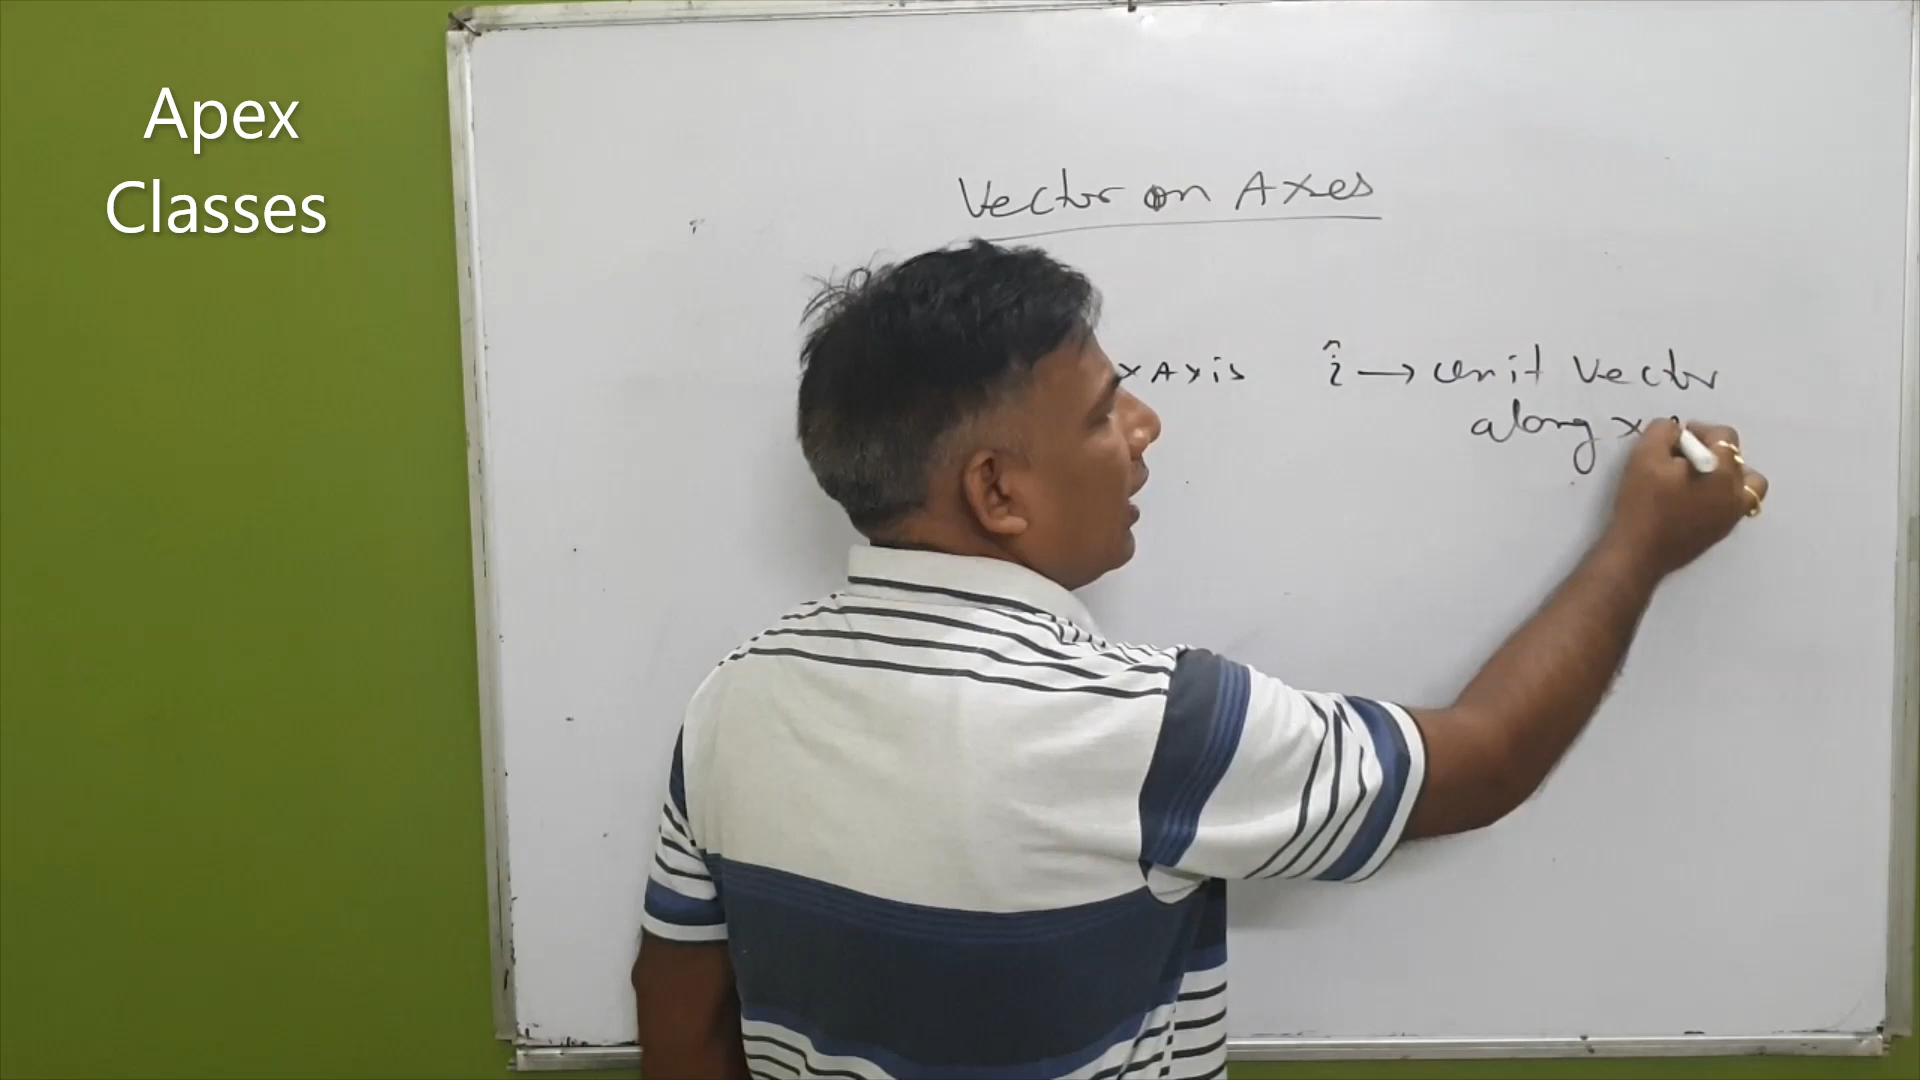 Apex
Classes
Vector on Axes
x Axis î → unit vector
along x